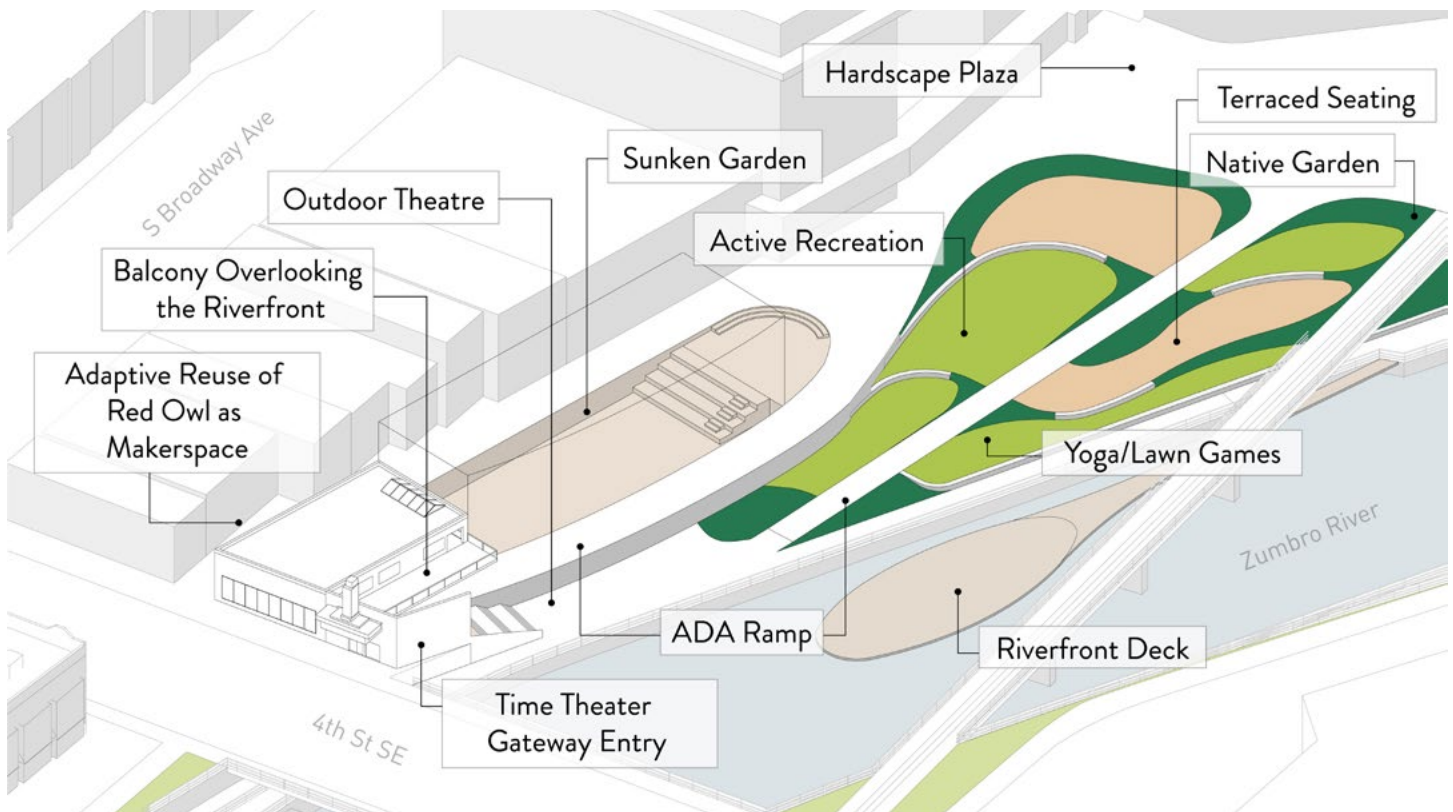 Hardscape Plaza
Terraced Seating
Sunken Garden
Native Garden
S Broadway Ave
Outdoor Theatre
Active Recreation
Balcony Overlooking
the Riverfront
Adaptive Reuse of
Red Owl as
Makerspace
Yoga/Lawn Games
Zumbro River
ADA Ramp
Riverfront Deck
Time Theater
Gateway Entry
4th St SE